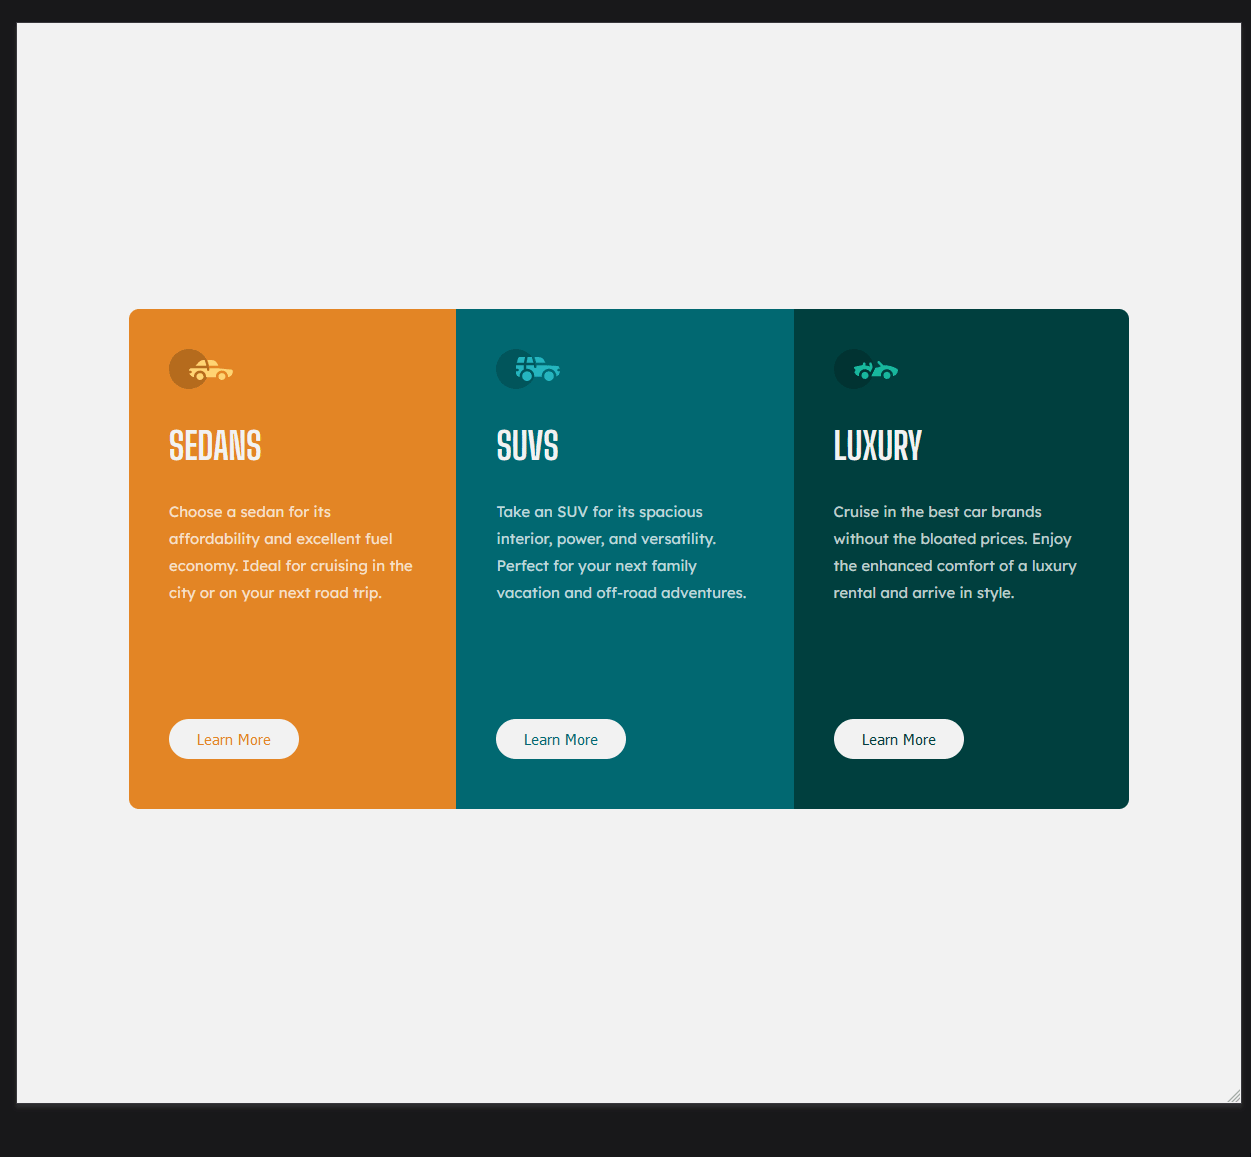 SEDANS
Choose a sedan for its
affordability and excellent fuel
economy. Ideal for cruising in the
city or on your next road trip.
Learn More
SUVS
Take an SUV for its spacious
interior, power, and versatility.
Perfect for your next family
vacation and off-road adventures.
Learn More
LUXURY
Cruise in the best car brands
without the bloated prices. Enjoy
the enhanced comfort of a luxury
rental and arrive in style.
Learn More